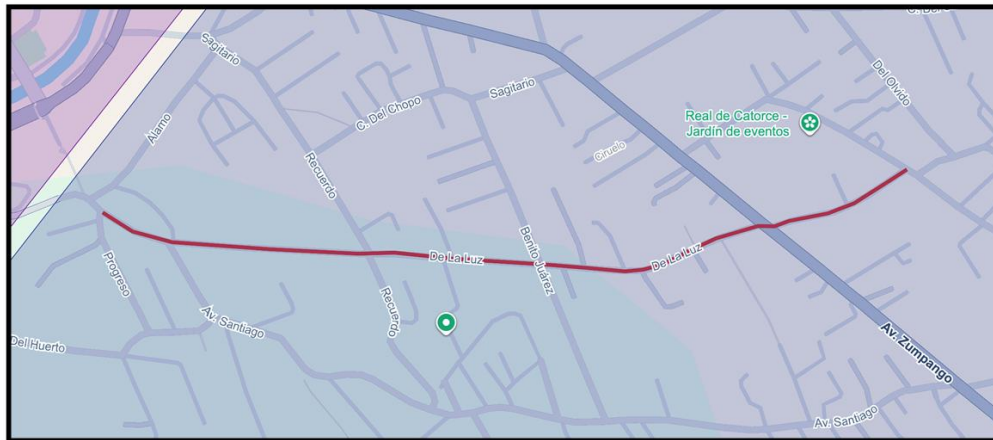 C. Del C
Sagitario
Del Olvido
Sagitario
C. Del Chopo
Real de Catorce -
Jardín de eventos
Alamo
Ciruelo
Recuerdo
Benito Juárez
De La Luz
De La Luz
Progreso
Av. Santiago
Recuerdo
Del Huerto
Av. Zumpango
Av. Santiago